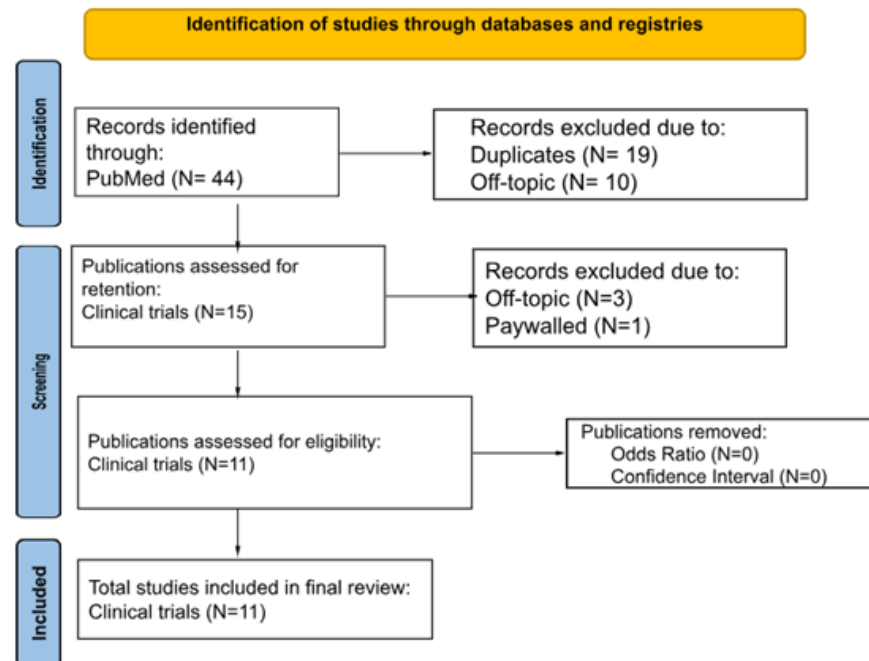 Identification of studies through databases and registries
Identification
Records identified
through:
PubMed (N= 44)
Records excluded due to:
Duplicates (N= 19)
Off-topic (N= 10)
Screening
Publications assessed for
retention:
Clinical trials (N=15)
Records excluded due to:
Off-topic (N=3)
Paywalled (N=1)
Publications assessed for eligibility:
Clinical trials (N=11)
Publications removed:
Odds Ratio (N=0)
Confidence Interval (N=0)
Included
Total studies included in final review:
Clinical trials (N=11)